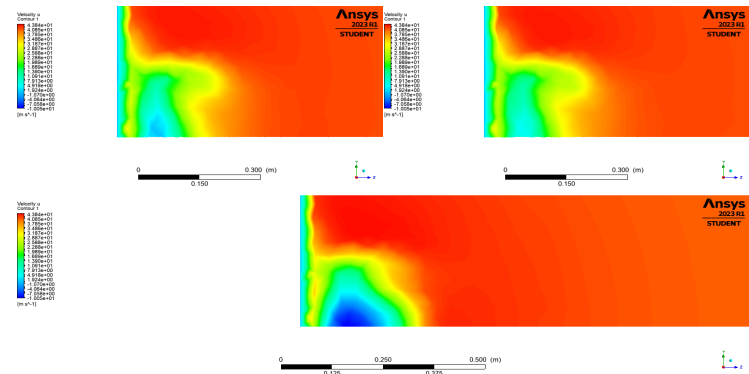 Velocity u
Contour 1
4.384e+01
4.085e+01
3.785e+01
3.486e+01
3.187e+01
2.887e+01
2.588e+01
2.288e+01
1.989e+01
1.689e+01
1.390e+01
1.091e+01
7.913e+00
4.918e+00
1.924e+00
-1.070e+00
-4.064e+00
-7.058e+00
-1.005e+01
[m s^-1]
Ansys
2023 R1
STUDENT
0 0.300 (m)
0.150
Y
Z
Velocity u
Contour 1
4.384e+01
4.085e+01
3.785e+01
3.486e+01
3.187e+01
2.887e+01
2.588e+01
2.288e+01
1.989e+01
1.689e+01
1.390e+01
1.091e+01
7.913e+00
4.918e+00
1.924e+00
-1.070e+00
-4.064e+00
-7.058e+00
-1.005e+01
[m s^-1]
Ansys
2023 R1
STUDENT
0 0.300 (m)
0.150
Y
Z
Velocity u
Contour 1
4.384e+01
4.085e+01
3.785e+01
3.486e+01
3.187e+01
2.887e+01
2.588e+01
2.288e+01
1.989e+01
1.689e+01
1.390e+01
1.091e+01
7.913e+00
4.918e+00
1.924e+00
-1.070e+00
-4.064e+00
-7.058e+00
-1.005e+01
[m s^-1]
Ansys
2023 R1
STUDENT
0 0.250 0.500 (m)
0.125 0.375
Y
Z